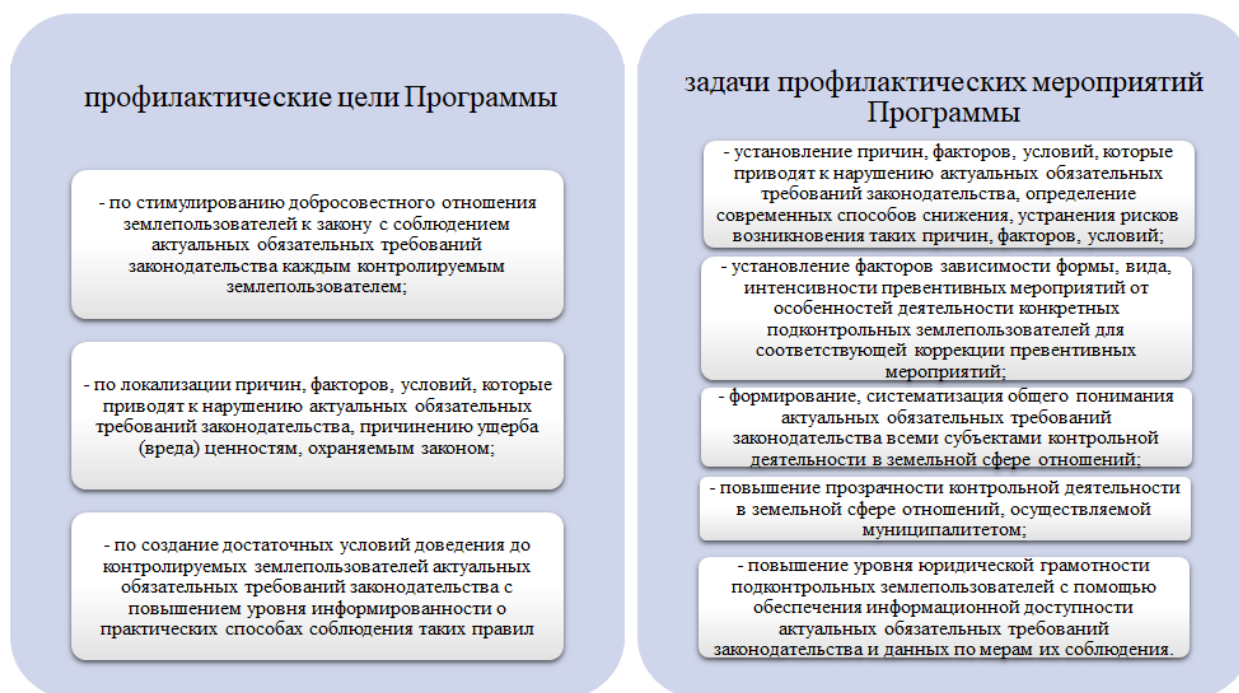 профилактические цели Программы
- по стимулированию добросовестного отношения
землепользователей к закону с соблюдением
актуальных обязательных требований
законодательства каждым контролируемым
землепользователем;
- по локализации причин, факторов, условий, которые
приводят к нарушению актуальных обязательных
требований законодательства, причинению ущерба
(вреда) ценностям, охраняемым законом;
- по создание достаточных условий доведения до
контролируемых землепользователей актуальных
обязательных требований законодательства с
повышением уровня информированности о
практических способах соблюдения таких правил
задачи профилактических мероприятий
Программы
- установление причин, факторов, условий, которые
приводят к нарушению актуальных обязательных
требований законодательства, определение
современных способов снижения, устранения рисков
возникновения таких причин, факторов, условий;
- установление факторов зависимости формы, вида,
интенсивности превентивных мероприятий от
особенностей деятельности конкретных
подконтрольных землепользователей для
соответствующей коррекции превентивных
мероприятий;
- формирование, систематизация общего понимания
актуальных обязательных требований
законодательства всеми субъектами контрольной
деятельности в земельной сфере отношений;
- повышение прозрачности контрольной деятельности
в земельной сфере отношений, осуществляемой
муниципалитетом;
- повышение уровня юридической грамотности
подконтрольных землепользователей с помощью
обеспечения информационной доступности
актуальных обязательных требований
законодательства и данных по мерам их соблюдения.